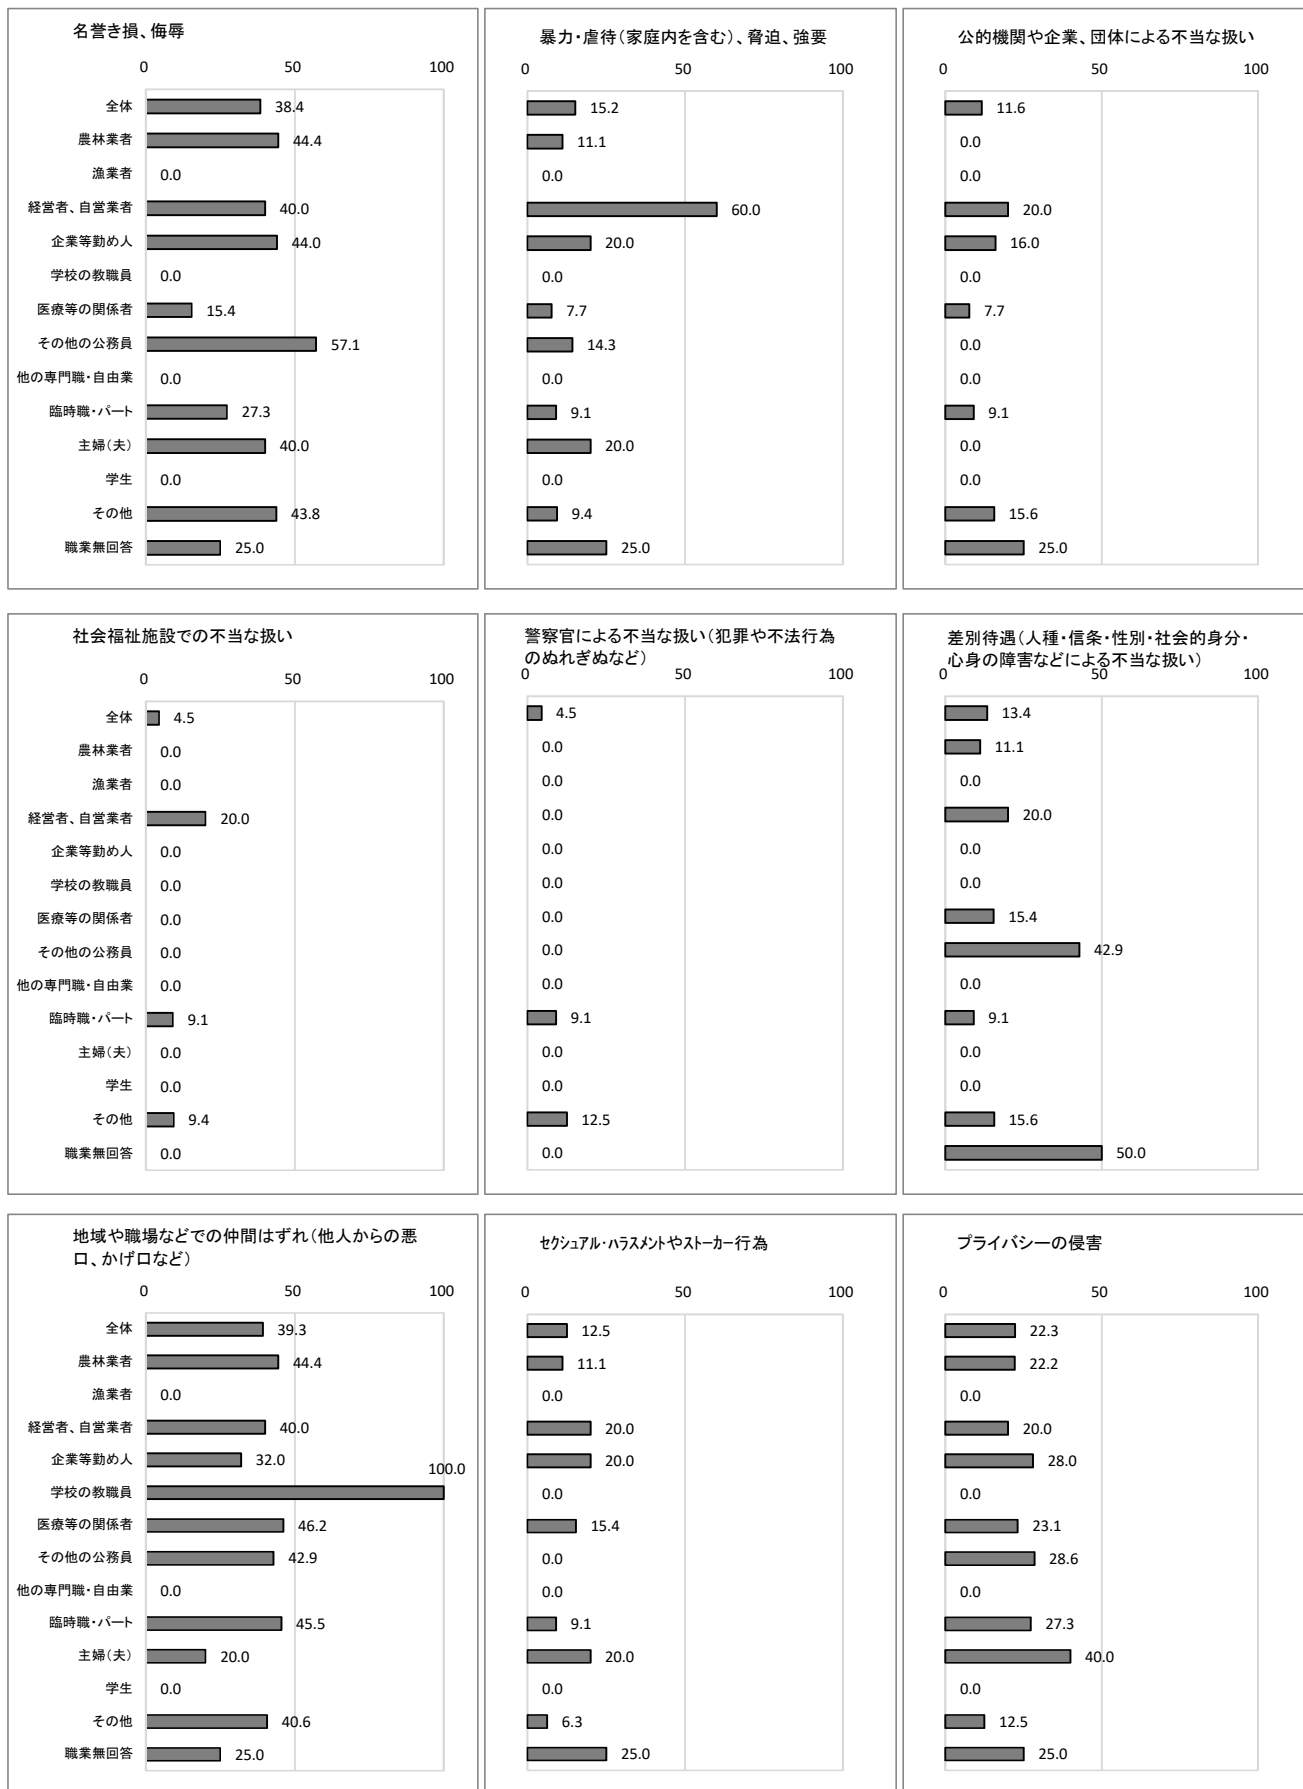 名誉き損、侮辱
0 50 100
全体 38.4
農林業者 44.4
漁業者 0.0
経営者、自営業者 40.0
企業等勤め人 44.0
学校の教職員 0.0
医療等の関係者 15.4
その他の公務員 57.1
他の専門職・自由業 0.0
臨時職・パート 27.3
主婦(夫) 40.0
学生 0.0
その他 43.8
職業無回答 25.0
暴力・虐待(家庭内を含む)、脅迫、強要
0 50 100
15.2
11.1
0.0
60.0
20.0
0.0
7.7
14.3
0.0
9.1
20.0
0.0
9.4
25.0
公的機関や企業、団体による不当な扱い
0 50 100
11.6
0.0
0.0
20.0
16.0
0.0
7.7
0.0
0.0
9.1
0.0
0.0
15.6
25.0
社会福祉施設での不当な扱い
0 50 100
全体 4.5
農林業者 0.0
漁業者 0.0
経営者、自営業者 20.0
企業等勤め人 0.0
学校の教職員 0.0
医療等の関係者 0.0
その他の公務員 0.0
他の専門職・自由業 0.0
臨時職・パート 9.1
主婦(夫) 0.0
学生 0.0
その他 9.4
職業無回答 0.0
警察官による不当な扱い(犯罪や不法行為
のぬれぎぬなど)
0 50 100
4.5
0.0
0.0
0.0
0.0
0.0
0.0
0.0
0.0
9.1
0.0
0.0
12.5
0.0
差別待遇(人種・信条・性別・社会的身分・
心身の障害などによる不当な扱い)
0 50 100
13.4
11.1
0.0
20.0
0.0
0.0
15.4
42.9
0.0
9.1
0.0
0.0
15.6
50.0
地域や職場などでの仲間はずれ(他人からの悪
口、かげ口など)
0 50 100
全体 39.3
農林業者 44.4
漁業者 0.0
経営者、自営業者 40.0
企業等勤め人 32.0
学校の教職員 100.0
医療等の関係者 46.2
その他の公務員 42.9
他の専門職・自由業 0.0
臨時職・パート 45.5
主婦(夫) 20.0
学生 0.0
その他 40.6
職業無回答 25.0
ｾｸｼｭｱﾙ･ﾊﾗｽﾒﾝﾄやｽﾄｰｶｰ行為
0 50 100
12.5
11.1
0.0
20.0
20.0
0.0
15.4
0.0
0.0
9.1
20.0
0.0
6.3
25.0
プライバシーの侵害
0 50 100
22.3
22.2
0.0
20.0
28.0
0.0
23.1
28.6
0.0
27.3
40.0
0.0
12.5
25.0